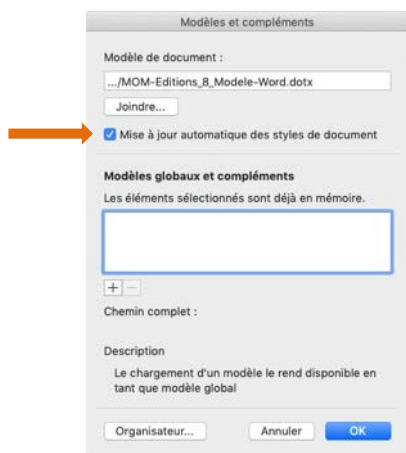 Modèles et compléments
Modèle de document :
.../MOM-Editions_8_Modele-Word.dotx
Joindre...
Mise à jour automatique des styles de document
Modèles globaux et compléments
Les éléments sélectionnés sont déjà en mémoire.
Chemin complet :
Description
Le chargement d'un modèle le rend disponible en
tant que modèle global
Organisateur... Annuler OK